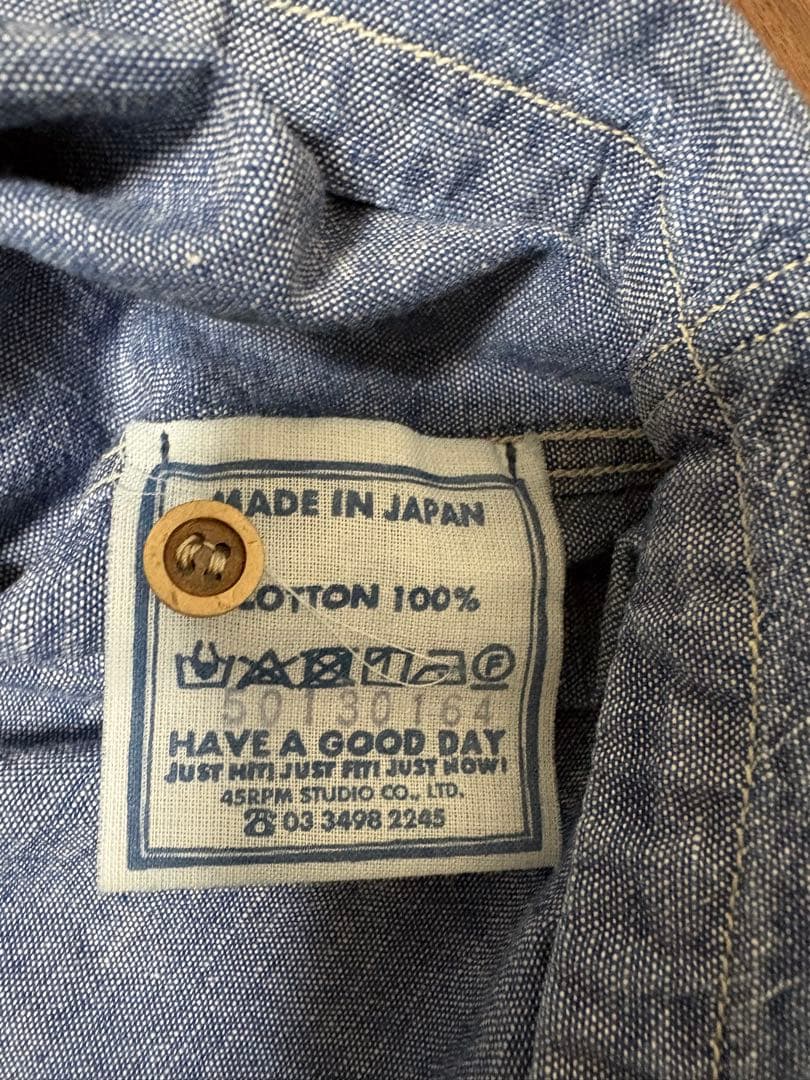 MADE IN JAPAN
COTTON 100%
F
50130164
HAVE A GOOD DAY
JUST HIT! JUST FIT! JUST NOW!
45RPM STUDIO CO., LTD.
☎ 03 3498 2245